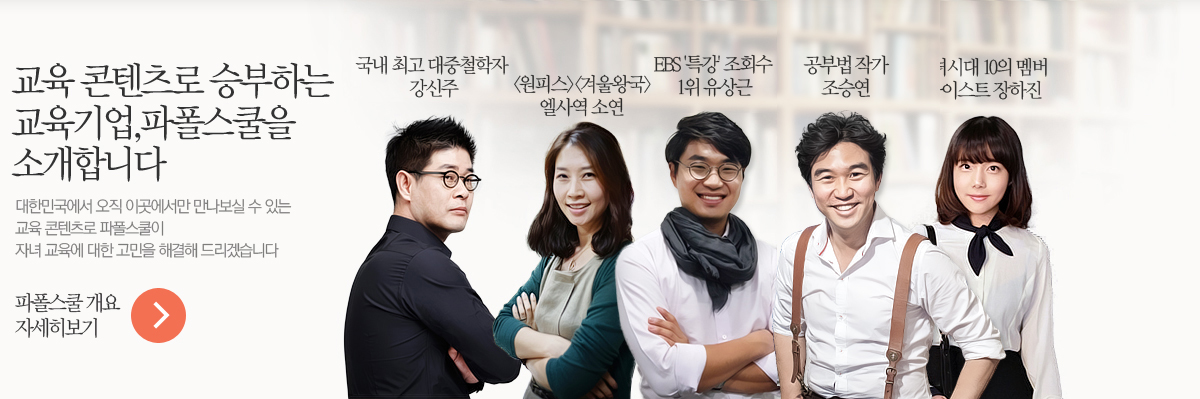 교육 콘텐츠로 승부하는
교육기업,파폴스쿨을
소개합니다
대한민국에서 오직 이곳에서만 만나보실 수 있는
교육 콘텐츠로 파폴스쿨이
자녀 교육에 대한 고민을 해결해 드리겠습니다
파폴스쿨 개요
자세히보기
국내 최고 대중철학자
강신주
〈원피스〉〈겨울왕국〉
엘사역 소연
EBS '특강' 조회수
1위 유상근
공부법 작가
조승연
시대 10의 멤버
이스트 장하진